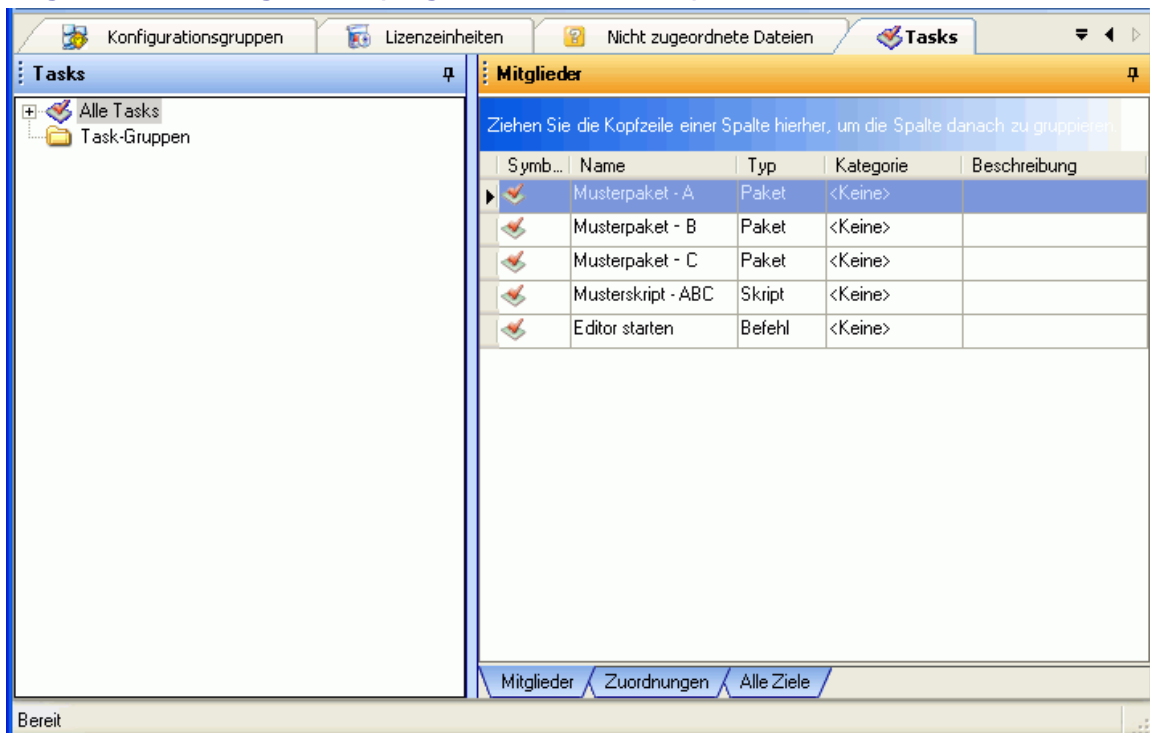 Konfigurationsgruppen Lizenzeinheiten Nicht zugeordnete Dateien Tasks
Tasks
Alle Tasks
Task-Gruppen
Mitglieder
Ziehen Sie die Kopfzeile einer Spalte hierher, um die Spalte danach zu gruppieren.
Symb... Name Typ Kategorie Beschreibung
Musterpaket - A Paket <Keine>
Musterpaket - B Paket <Keine>
Musterpaket - C Paket <Keine>
Musterskript - ABC Skript <Keine>
Editor starten Befehl <Keine>
Mitglieder Zuordnungen Alle Ziele
Bereit